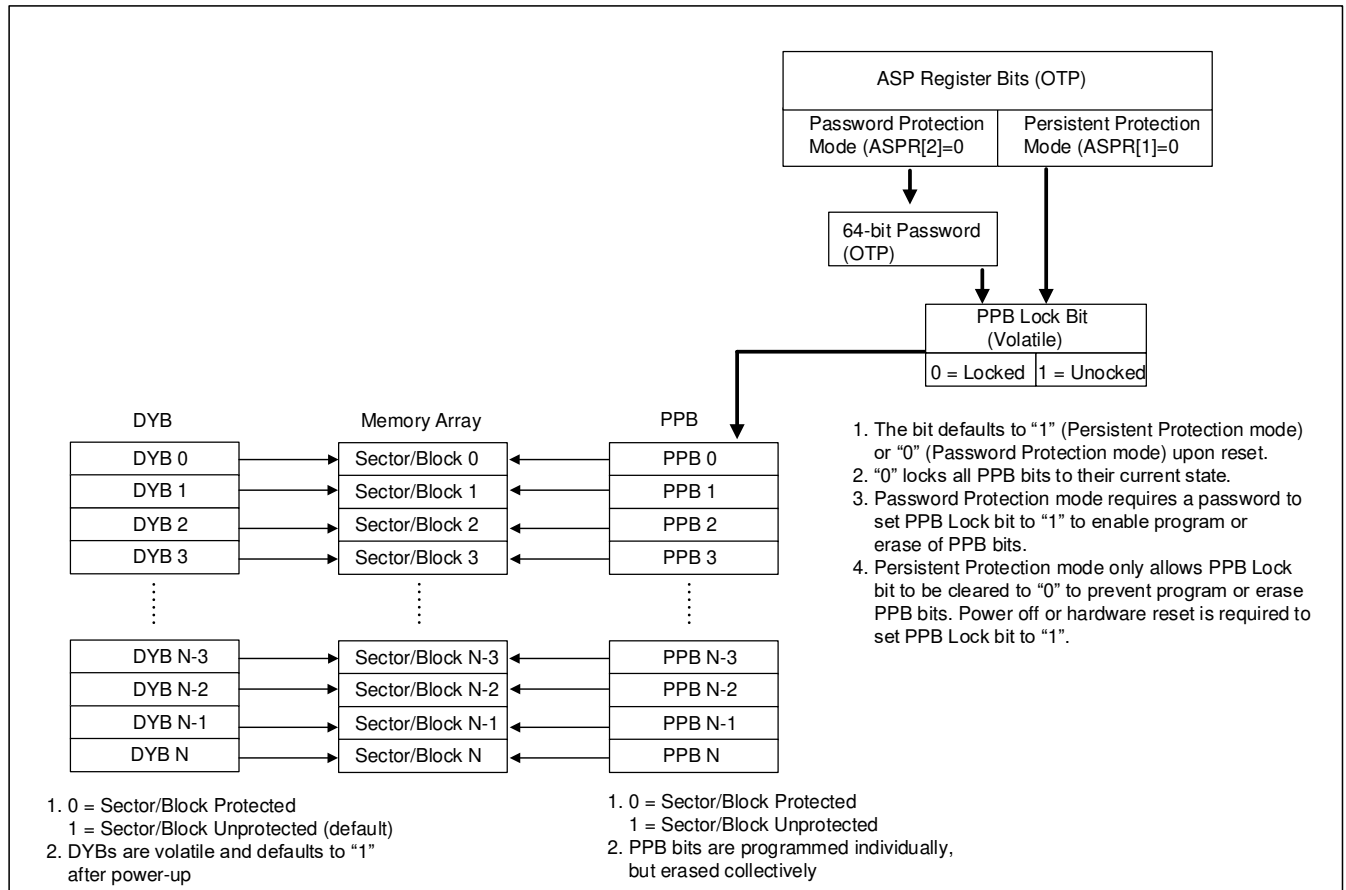 ASP Register Bits (OTP)
Password Protection
Mode (ASPR[2]=0
Persistent Protection
Mode (ASPR[1]=0
64-bit Password
(OTP)
PPB Lock Bit
(Volatile)
0 = Locked
1 = Unocked
DYB
Memory Array
PPB
DYB 0
Sector/Block 0
PPB 0
DYB 1
Sector/Block 1
PPB 1
DYB 2
Sector/Block 2
PPB 2
DYB 3
Sector/Block 3
PPB 3
DYB N-3
Sector/Block N-3
PPB N-3
DYB N-2
Sector/Block N-2
PPB N-2
DYB N-1
Sector/Block N-1
PPB N-1
DYB N
Sector/Block N
PPB N
1. The bit defaults to “1” (Persistent Protection mode)
or “0” (Password Protection mode) upon reset.
2. “0” locks all PPB bits to their current state.
3. Password Protection mode requires a password to
set PPB Lock bit to “1” to enable program or
erase of PPB bits.
4. Persistent Protection mode only allows PPB Lock
bit to be cleared to “0” to prevent program or erase
PPB bits. Power off or hardware reset is required to
set PPB Lock bit to “1”.
1. 0 = Sector/Block Protected
1 = Sector/Block Unprotected (default)
2. DYBs are volatile and defaults to “1”
after power-up
1. 0 = Sector/Block Protected
1 = Sector/Block Unprotected
2. PPB bits are programmed individually,
but erased collectively